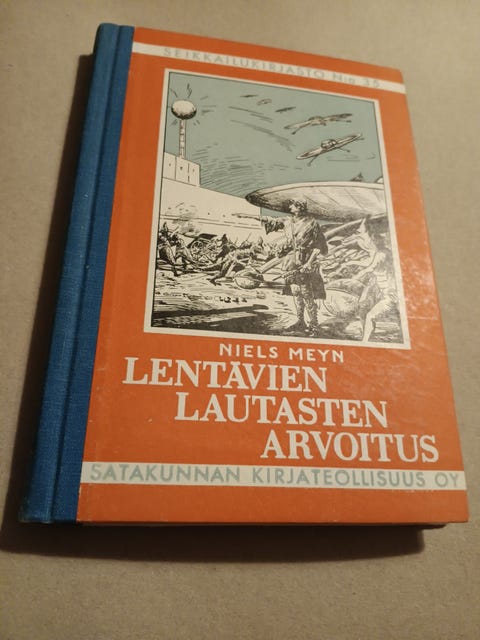 SEIKKAILUKIRJASTO N:o 35
NIELS MEYN
LENTÄVIEN
LAUTASTEN
ARVOITUS
SATAKUNNAN KIRJATEOLLISUUS OY